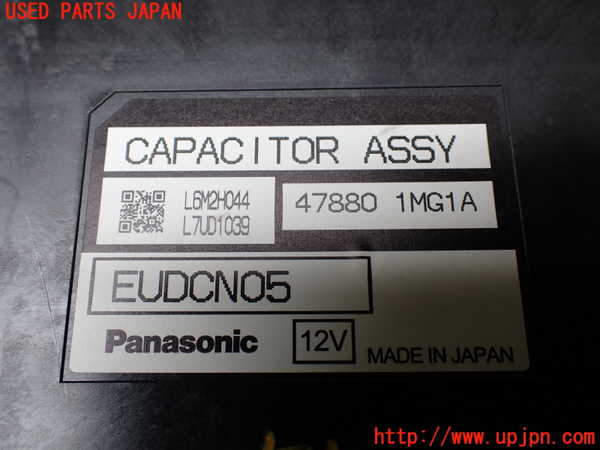 USED PARTS JAPAN
CAPACITOR ASSY
L6M2H044
L7UD1039
47880 1MG1A
EUDCN05
Panasonic
12V
MADE IN JAPAN
http://www.upjpn.com/